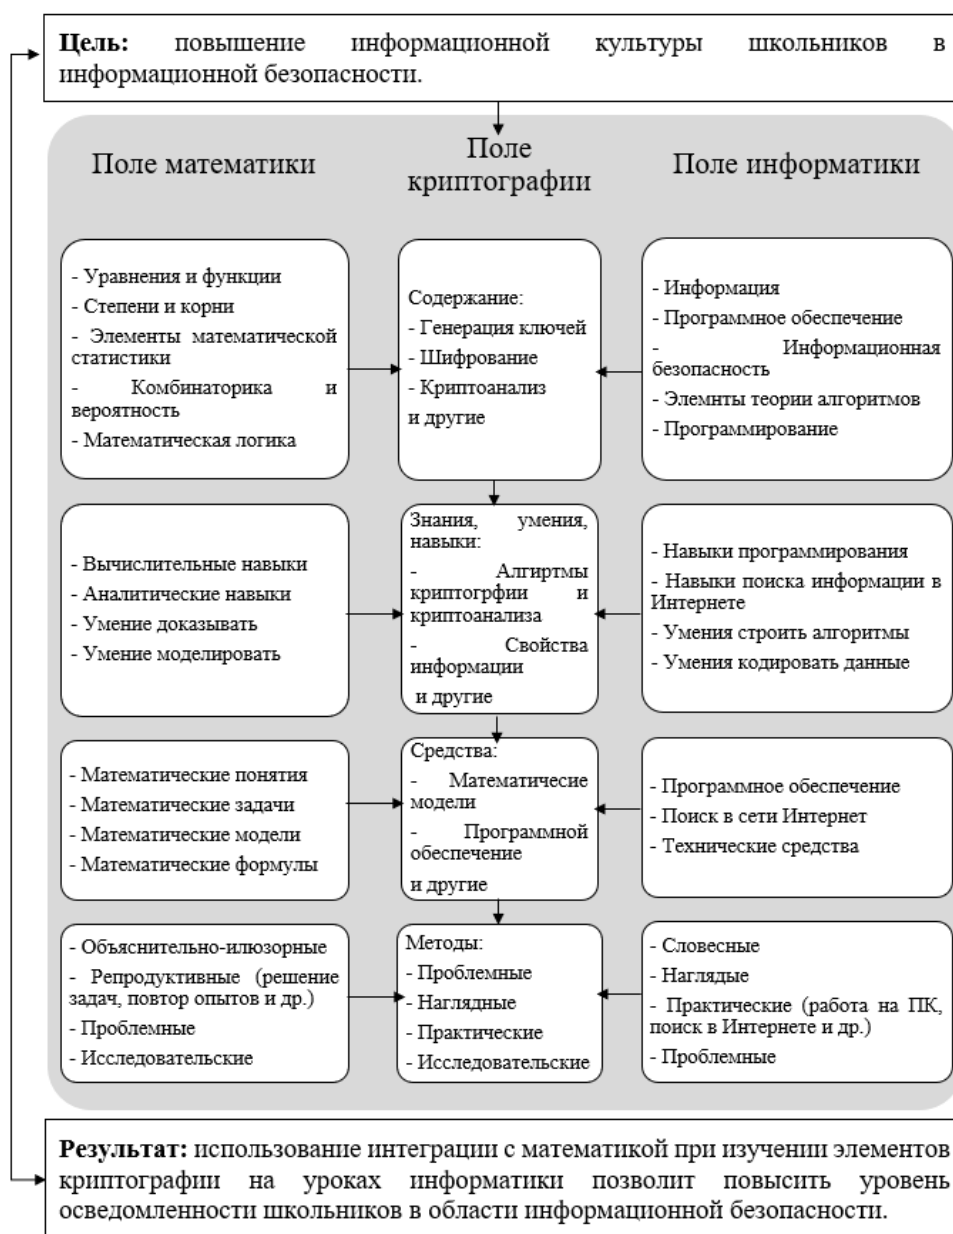 Цель: повышение информационной культуры школьников в
информационной безопасности.
Поле математики
Поле
криптографии
Поле информатики
- Уравнения и функции
- Степени и корни
- Элементы математической
статистики
- Комбинаторика и
вероятность
- Математическая логика
Содержание:
- Генерация ключей
- Шифрование
- Криптоанализ
и другие
- Информация
- Программное обеспечение
- Информационная
безопасность
- Элемнты теории алгоритмов
- Программирование
- Вычислительные навыки
- Аналитические навыки
- Умение доказывать
- Умение моделировать
Знания, умения,
навыки:
- Алгиртмы
криптогрфии и
криптоанализа
- Свойства
информации
и другие
- Навыки программирования
- Навыки поиска информации в
Интернете
- Умения строить алгоритмы
- Умения кодировать данные
- Математические понятия
- Математические задачи
- Математические модели
- Математические формулы
Средства:
- Математичесие
модели
- Программной
обеспечение
и другие
- Программное обеспечение
- Поиск в сети Интернет
- Технические средства
- Объяснительно-илюзорные
- Репродуктивные (решение
задач, повтор опытов и др.)
- Проблемные
- Исследовательские
Методы:
- Проблемные
- Наглядные
- Практические
- Исследовательские
- Словесные
- Наглядые
- Практические (работа на ПК,
поиск в Интернете и др.)
- Проблемные
Результат: использование интеграции с математикой при изучении элементов
криптографии на уроках информатики позволит повысить уровень
осведомленности школьников в области информационной безопасности.